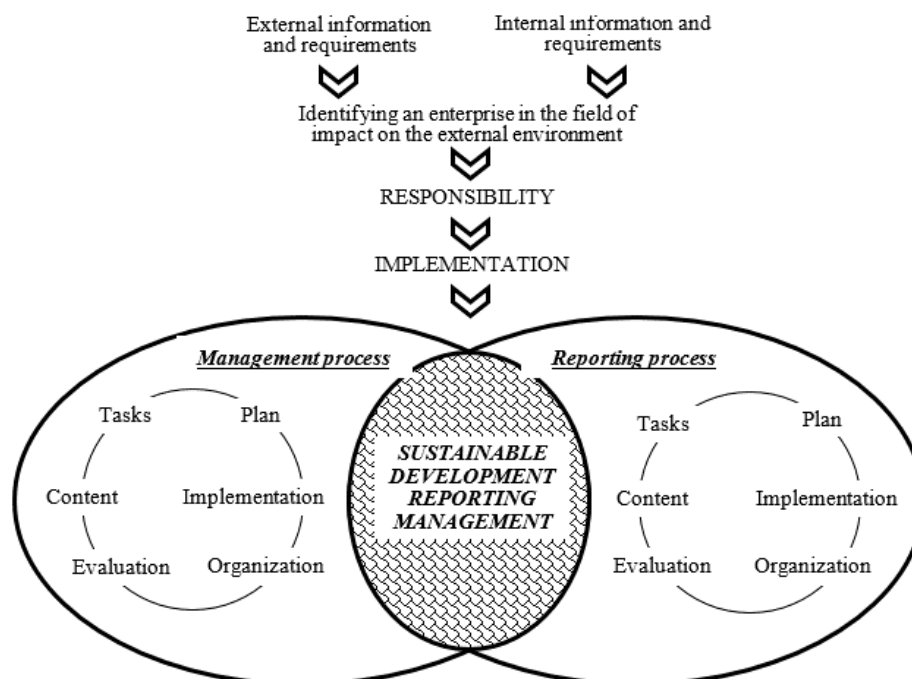 External information
and requirements
Internal information and
requirements
Identifying an enterprise in the field of
impact on the external environment
RESPONSIBILITY
IMPLEMENTATION
Management process
Tasks
Plan
Content
Implementation
Evaluation
Organization
SUSTAINABLE
DEVELOPMENT
REPORTING
MANAGEMENT
Reporting process
Tasks
Plan
Content
Implementation
Evaluation
Organization